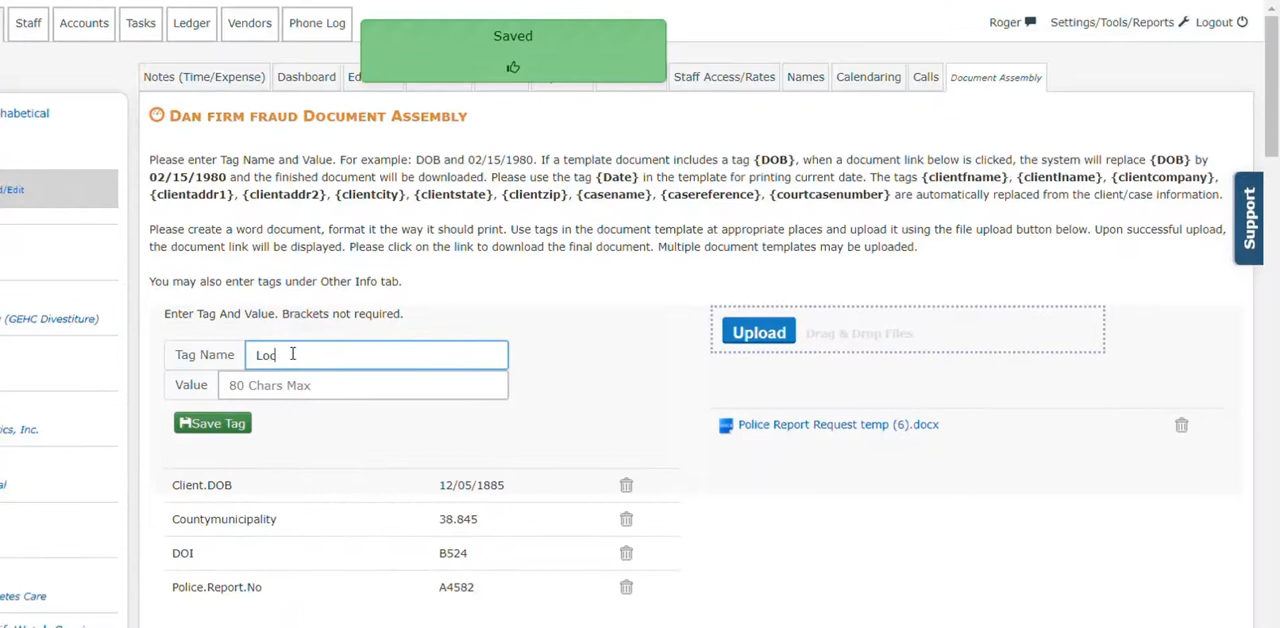 Staff Accounts Tasks Ledger Vendors Phone Log
Saved
Roger Settings/Tools/Reports Logout
Notes (Time/Expense) Dashboard Ed Staff Access/Rates Names Calendaring Calls Document Assembly
habetical
DAN FIRM FRAUD DOCUMENT ASSEMBLY
Please enter Tag Name and Value. For example: DOB and 02/15/1980. If a template document includes a tag {DOB}, when a document link below is clicked, the system will replace {DOB} by
02/15/1980 and the finished document will be downloaded. Please use the tag {Date} in the template for printing current date. The tags {clientfname}, {clientlname}, {clientcompany},
{clientaddr1}, {clientaddr2}, {clientcity}, {clientstate}, {clientzip}, {casename}, {casereference}, {courtcasenumber} are automatically replaced from the client/case information.
d/Edit
Please create a word document, format it the way it should print. Use tags in the document template at appropriate places and upload it using the file upload button below. Upon successful upload,
the document link will be displayed. Please click on the link to download the final document. Multiple document templates may be uploaded.
Support
You may also enter tags under Other Info tab.
Enter Tag And Value. Brackets not required.
(GEHC Divestiture)
Upload Drag & Drop Files
Tag Name Loc
Value 80 Chars Max
Save Tag
Police Report Request temp (6).docx
ics, Inc.
Client.DOB 12/05/1885
al
Countymunicipality 38.845
DOI B524
Police.Report.No A4582
etes Care